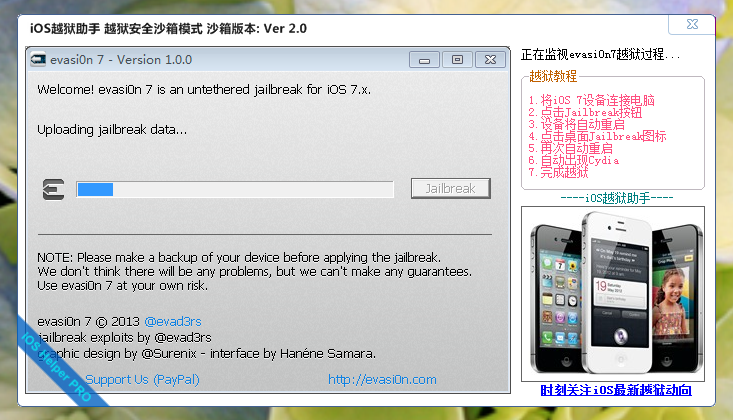 iOS越狱助手 越狱安全沙箱模式 沙箱版本: Ver 2.0
evasi0n 7 - Version 1.0.0
Welcome! evasi0n 7 is an untethered jailbreak for iOS 7.x.
Uploading jailbreak data...
Jailbreak
NOTE: Please make a backup of your device before applying the jailbreak.
We don't think there will be any problems, but we can't make any guarantees.
Use evasi0n 7 at your own risk.
evasi0n 7 © 2013 @evad3rs
jailbreak exploits by @evad3rs
graphic design by @Surenix - interface by Hanéne Samara.
Support Us (PayPal)
http://evasi0n.com
iOS Helper PRO
正在监视evasi0n7越狱过程...
越狱教程
1.将iOS 7设备连接电脑
2.点击Jailbreak按钮
3.设备将自动重启
4.点击桌面Jailbreak图标
5.再次自动重启
6.自动出现Cydia
7.完成越狱
----iOS越狱助手----
时刻关注iOS最新越狱动向